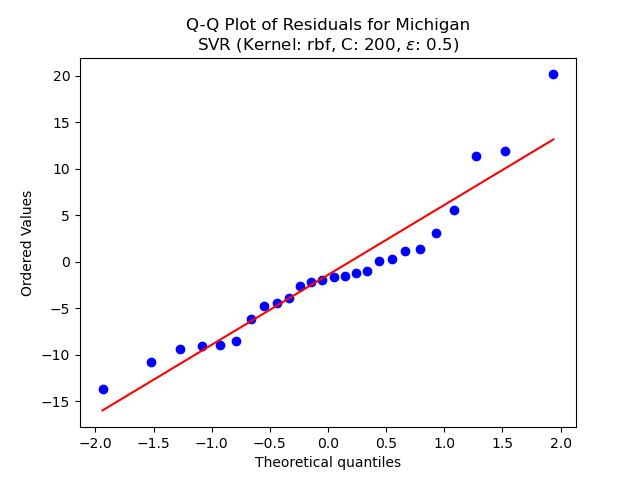 Q-Q Plot of Residuals for Michigan
SVR (Kernel: rbf, C: 200, ε: 0.5)
Ordered Values
20
15
10
5
0
−5
−10
−15
−2.0 −1.5 −1.0 −0.5 0.0 0.5 1.0 1.5 2.0
Theoretical quantiles